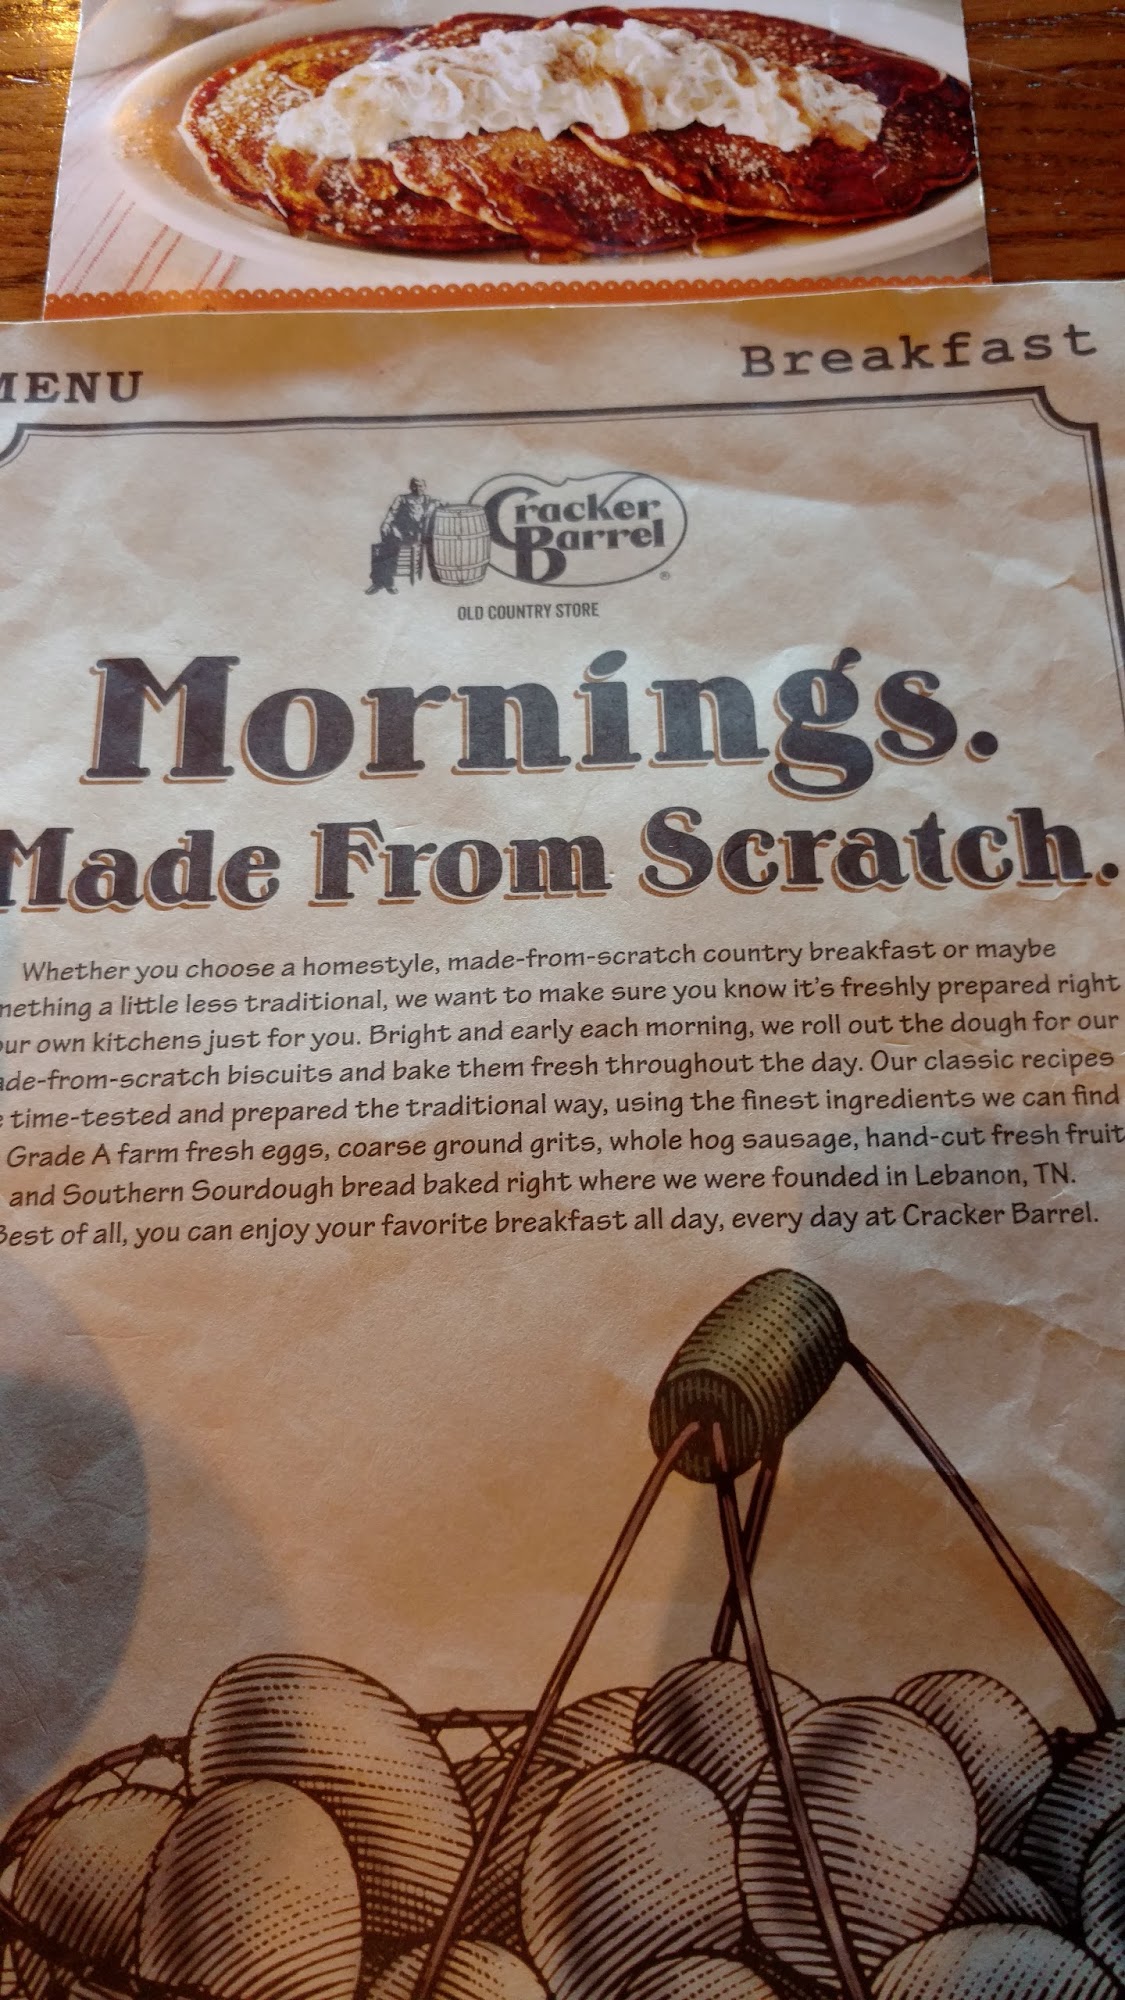 MENU
Breakfast
Cracker
Barrel
®
OLD COUNTRY STORE
Mornings.
Made From Scratch.
Whether you choose a homestyle, made-from-scratch country breakfast or maybe
mething a little less traditional, we want to make sure you know it's freshly prepared right
our own kitchens just for you. Bright and early each morning, we roll out the dough for our
ade-from-scratch biscuits and bake them fresh throughout the day. Our classic recipes
time-tested and prepared the traditional way, using the finest ingredients we can find
Grade A farm fresh eggs, coarse ground grits, whole hog sausage, hand-cut fresh fruit
and Southern Sourdough bread baked right where we were founded in Lebanon, TN.
Best of all, you can enjoy your favorite breakfast all day, every day at Cracker Barrel.